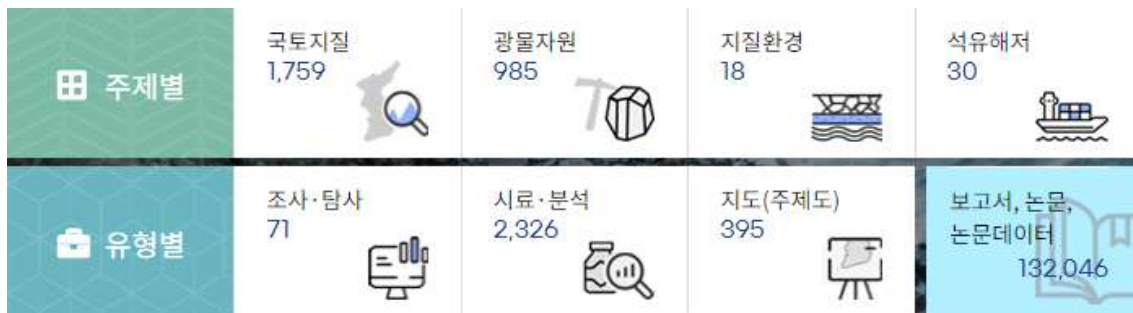 주제별
국토지질
1,759
광물자원
985
지질환경
18
석유해저
30
유형별
조사·탐사
71
시료·분석
2,326
지도(주제도)
395
보고서, 논문,
논문데이터
132,046